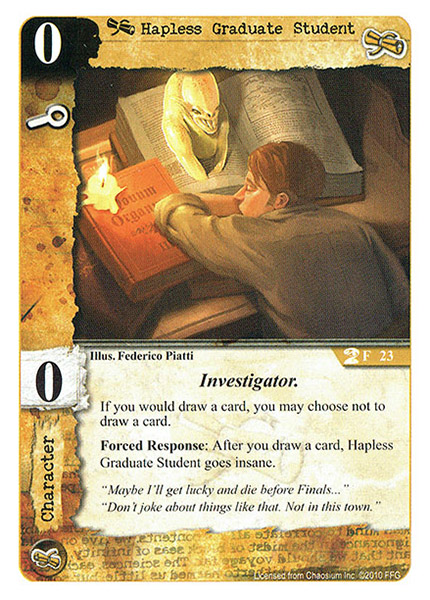 0
Hapless Graduate Student
Novum
Organ
Illus. Federico Piatti
F 23
0
Investigator.
If you would draw a card, you may choose not to
draw a card.
Forced Response: After you draw a card, Hapless
Graduate Student goes insane.
“Maybe I’ll get lucky and die before Finals...”
“Don’t joke about things like that. Not in this town.”
Character
Licensed from Chaosium Inc. ©2010 FFG